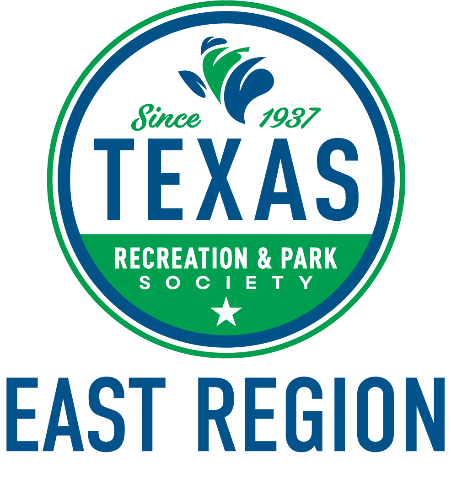 Since 1937
TEXAS
RECREATION & PARK
SOCIETY
EAST REGION